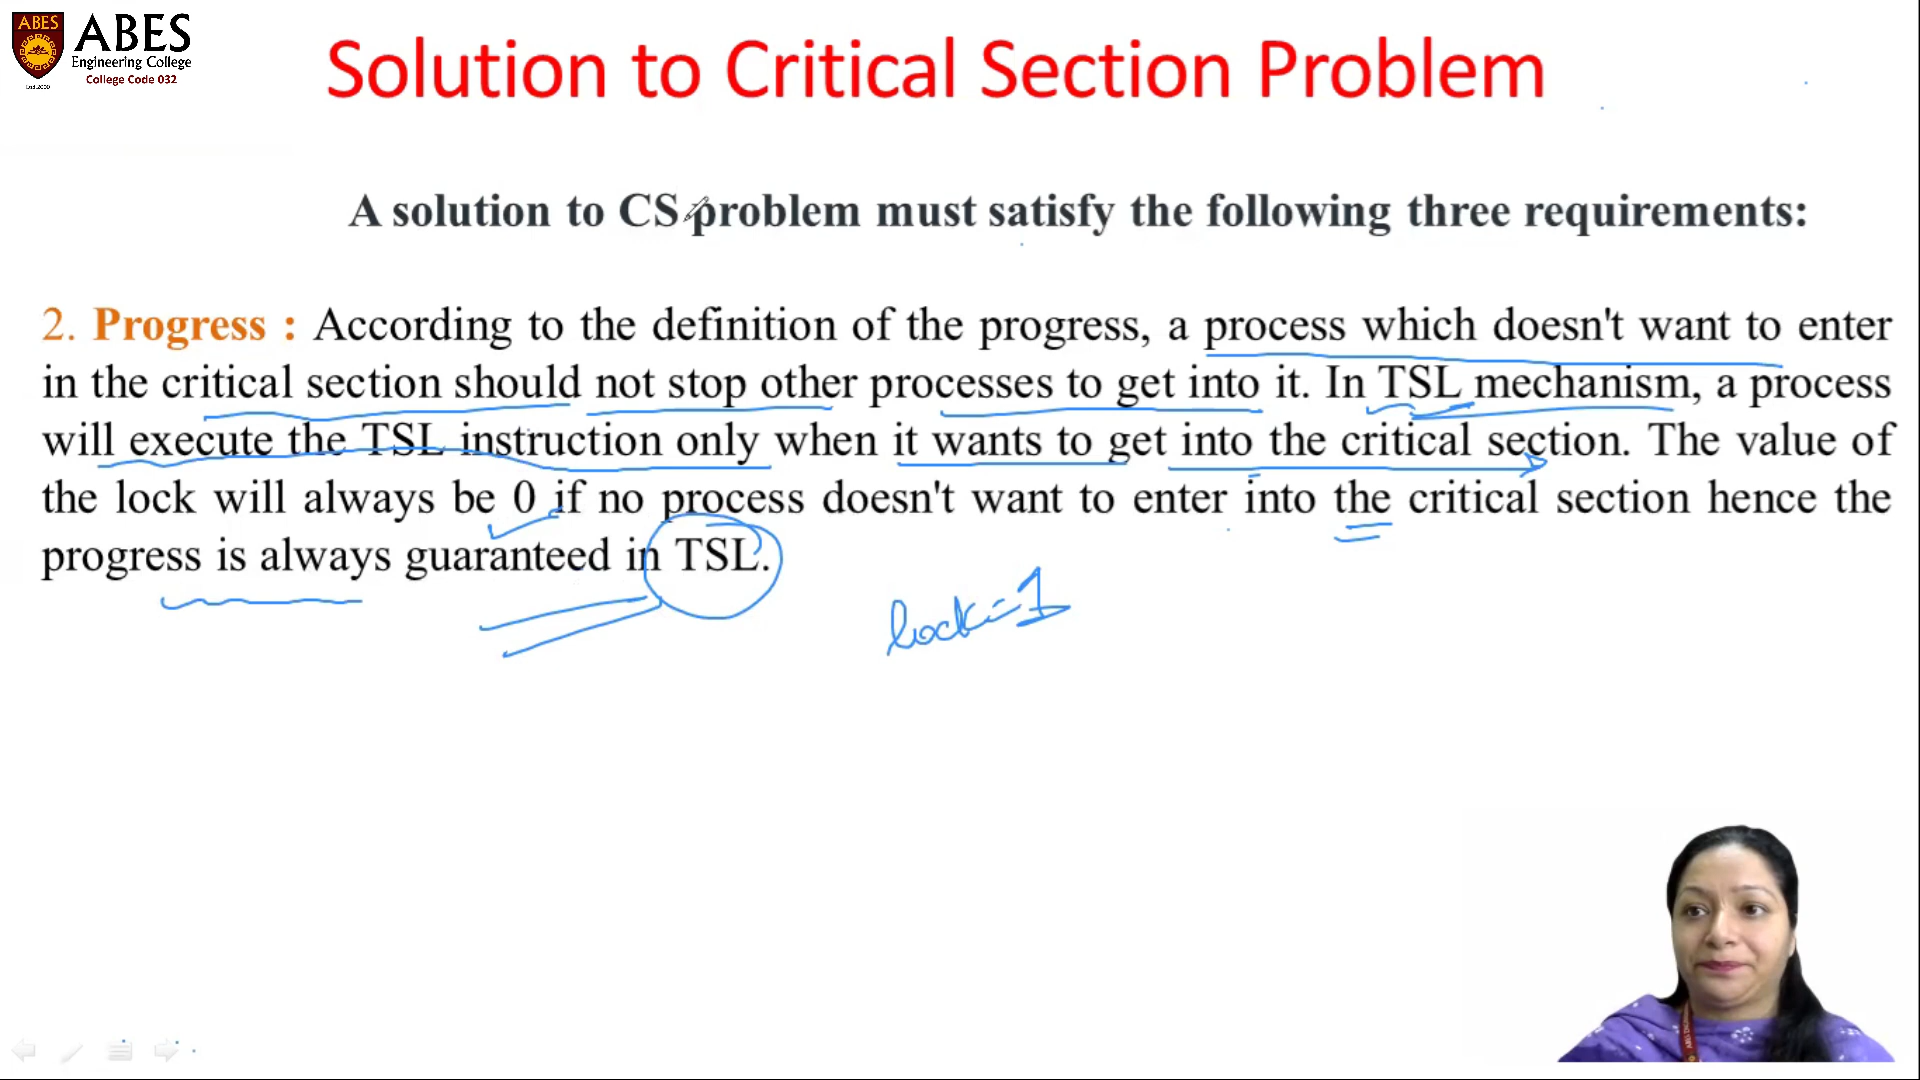 ABES
ABES
Engineering College
College Code 032
Solution to Critical Section Problem
A solution to CS problem must satisfy the following three requirements:
2. Progress : According to the definition of the progress, a process which doesn't want to enter
in the critical section should not stop other processes to get into it. In TSL mechanism, a process
will execute the TSL instruction only when it wants to get into the critical section. The value of
the lock will always be 0 if no process doesn't want to enter into the critical section hence the
progress is always guaranteed in TSL.
lock=1